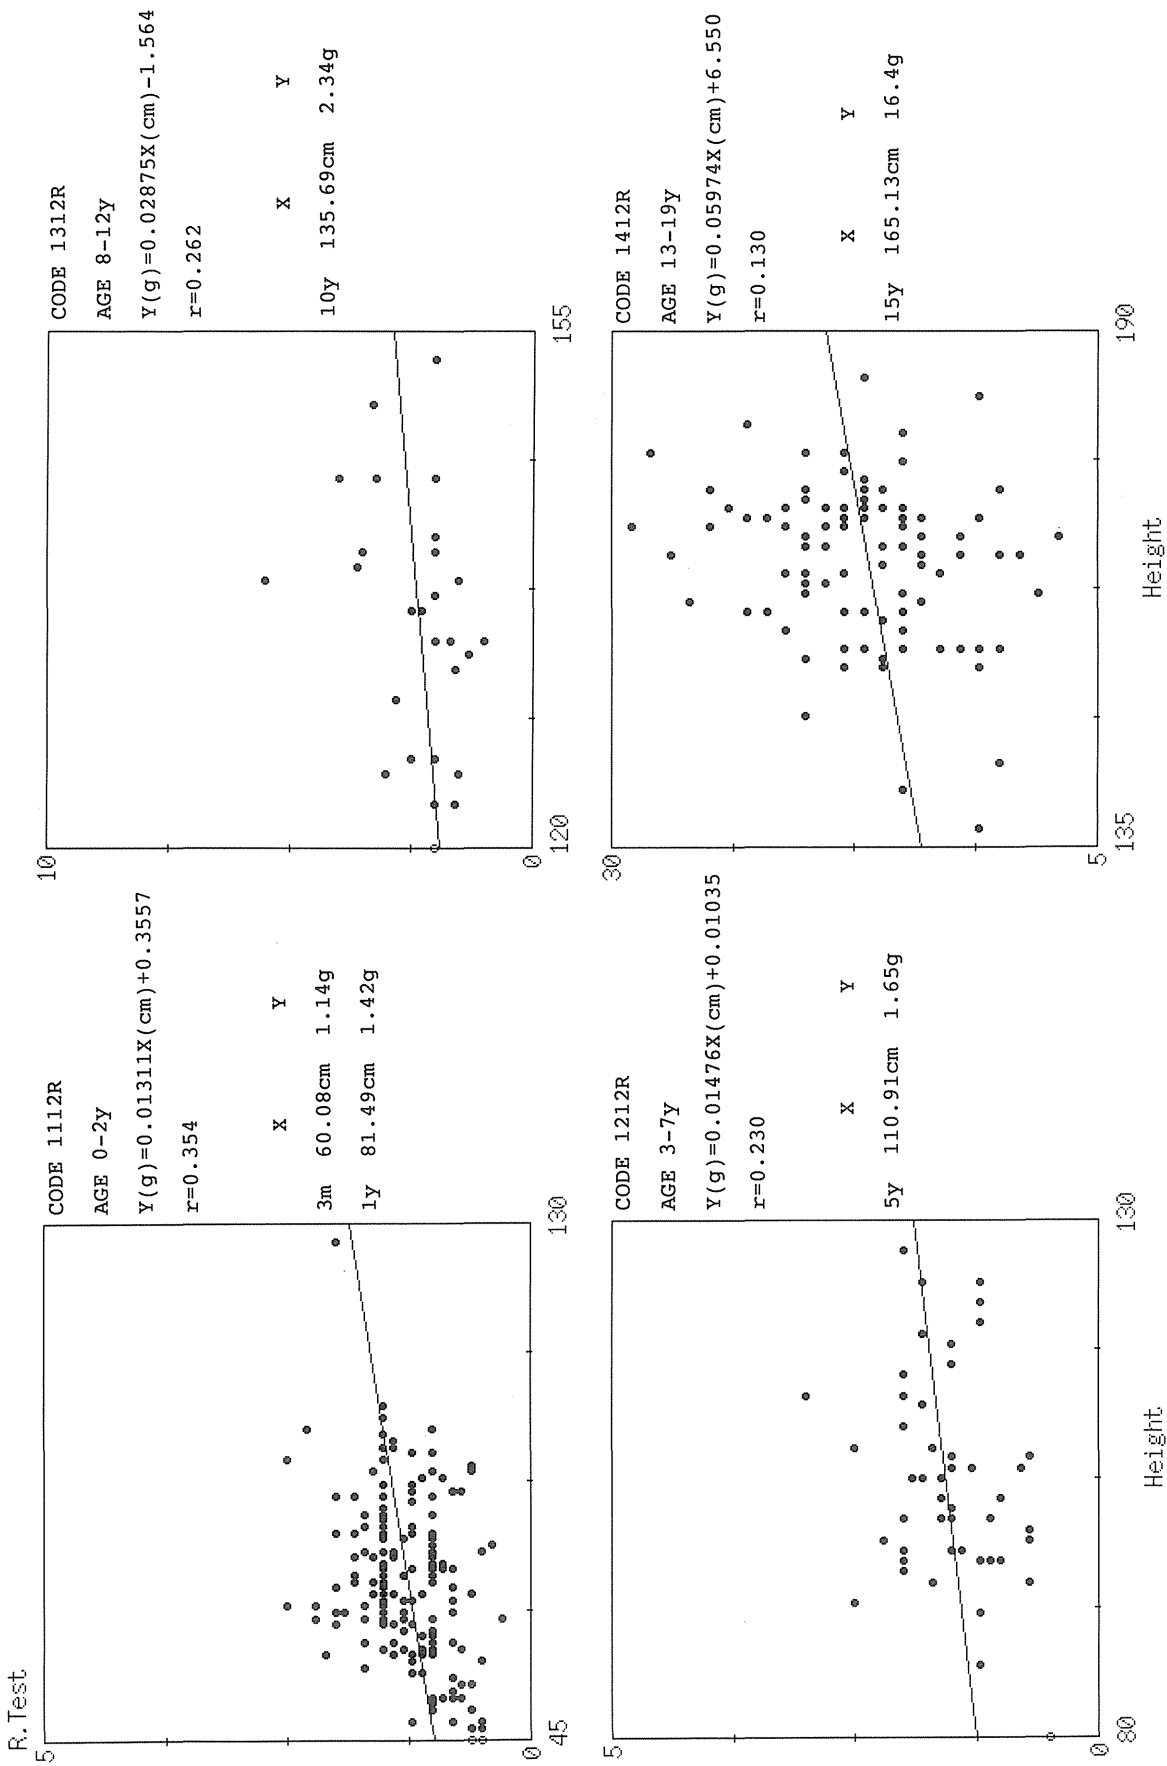 R.Test
5
0
45
130
CODE 1112R
AGE 0-2y
Y(g)=0.01311X(cm)+0.3557
r=0.354
X Y
3m 60.08cm 1.14g
1y 81.49cm 1.42g
10
0
120
155
CODE 1312R
AGE 8-12y
Y(g)=0.02875X(cm)-1.564
r=0.262
X Y
10y 135.69cm 2.34g
5
0
80
130
Height
CODE 1212R
AGE 3-7y
Y(g)=0.01476X(cm)+0.01035
r=0.230
X Y
5y 110.91cm 1.65g
30
5
135
190
Height
CODE 1412R
AGE 13-19y
Y(g)=0.05974X(cm)+6.550
r=0.130
X Y
15y 165.13cm 16.4g